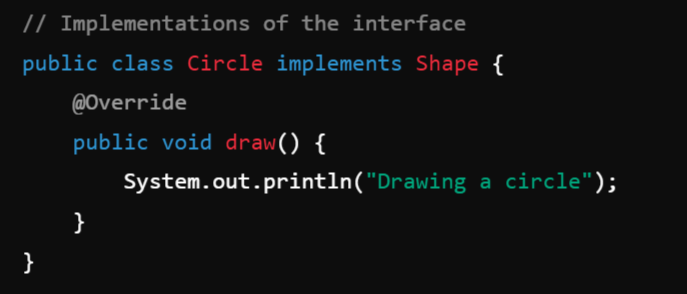 // Implementations of the interface
public class Circle implements Shape {
    @Override
    public void draw() {
        System.out.println("Drawing a circle");
    }
}